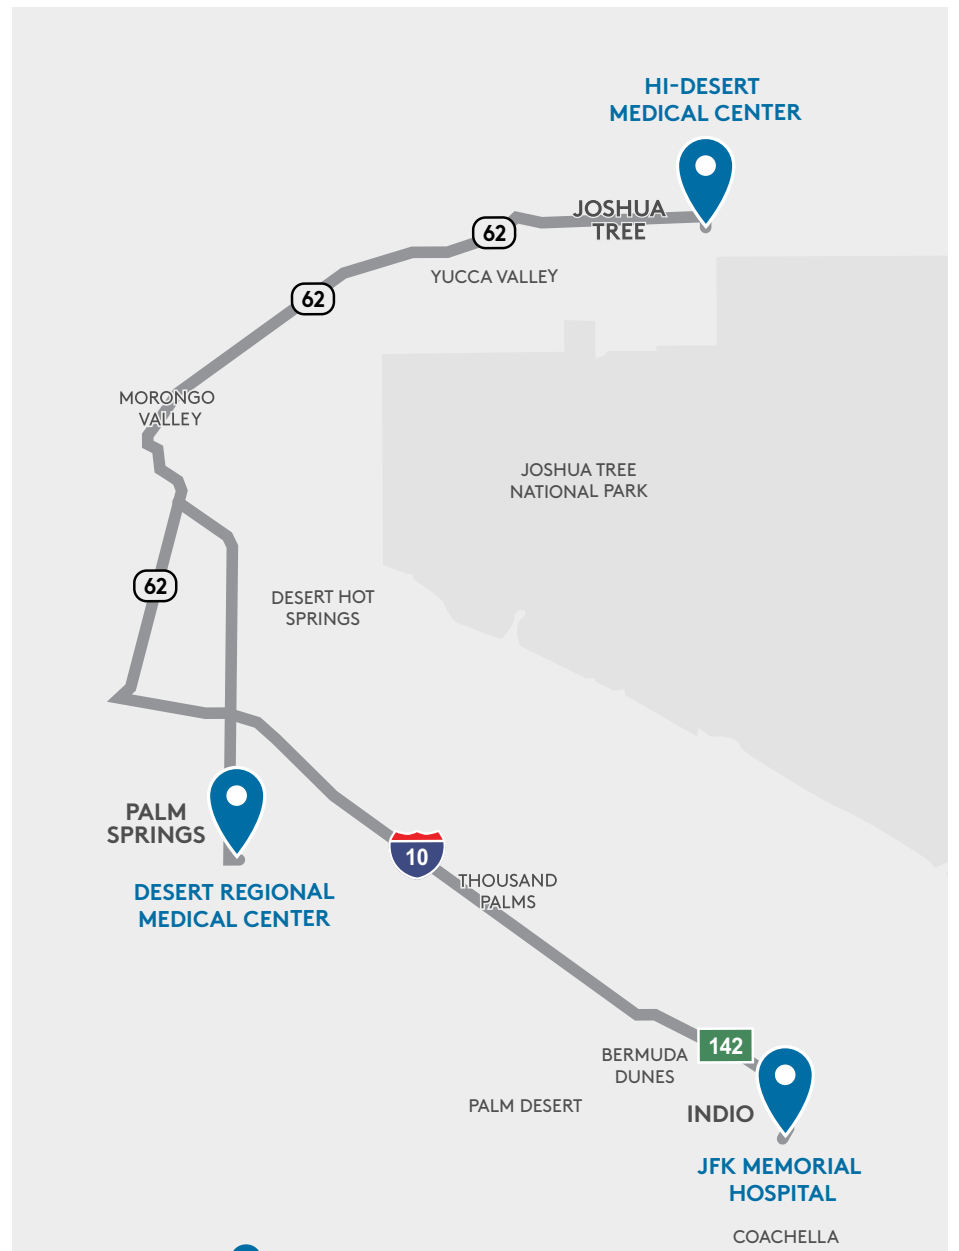 HI-DESERT
MEDICAL CENTER
JOSHUA
TREE
62
YUCCA VALLEY
62
MORONGO
VALLEY
JOSHUA TREE
NATIONAL PARK
62
DESERT HOT
SPRINGS
PALM
SPRINGS
DESERT REGIONAL
MEDICAL CENTER
10
THOUSAND
PALMS
142
BERMUDA
DUNES
PALM DESERT
INDIO
JFK MEMORIAL
HOSPITAL
COACHELLA